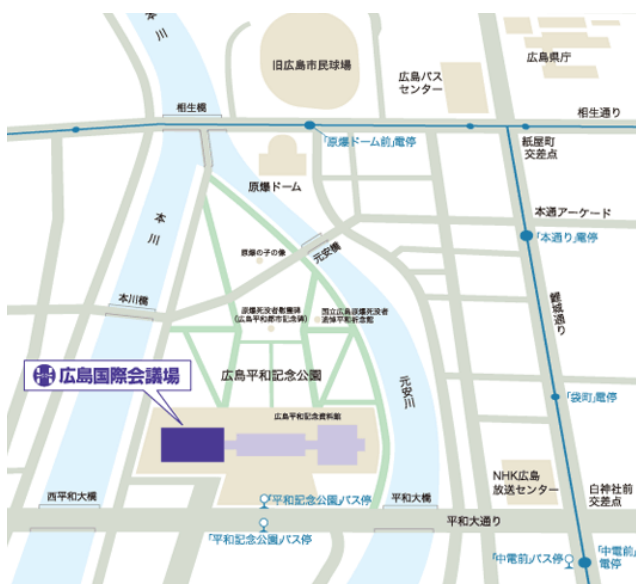 本川
旧広島市民球場
広島バス
センター
広島県庁
相生橋
相生通り
「原爆ドーム前」電停
紙屋町
交差点
原爆ドーム
本川
本通アーケード
「本通り」電停
原爆の子の像
元安橋
本川橋
原爆死没者慰霊碑
(広島平和都市記念碑)
国立広島原爆死没者
追悼平和祈念館
鯉城通り
広島国際会議場
広島平和記念公園
元安川
「袋町」電停
広島平和記念資料館
NHK広島
放送センター
白神社前
交差点
西平和大橋
「平和記念公園」バス停
平和大橋
平和大通り
「平和記念公園」バス停
「中電前」バス停
「中電前」
電停